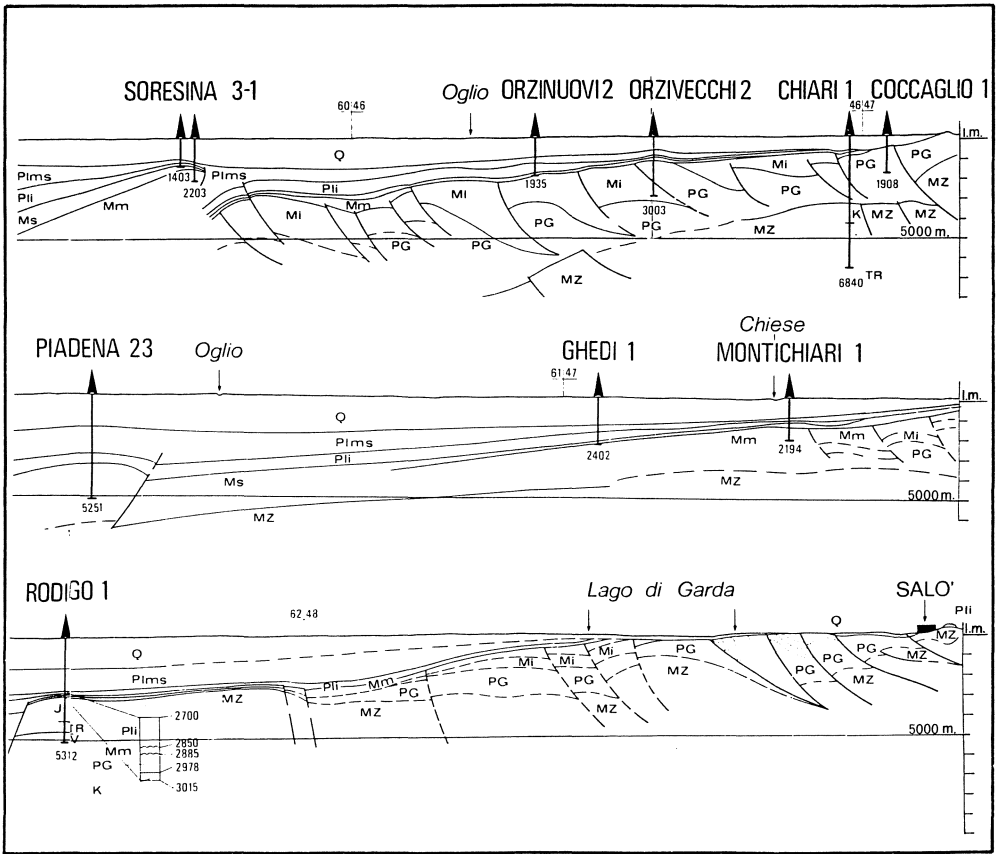 SORESINA 3-1
60:46
Oglio
ORZINUOVI 2
ORZIVECCHI 2
CHIARI 1
46:47
COCCAGLIO 1
l.m.
Q
Plms
Plms
Pli
Pli
Ms
Mm
Mm
1403
2203
1935
3003
1908
6840
Mi
Mi
Mi
Mi
PG
PG
PG
PG
PG
PG
PG
PG
PG
MZ
MZ
MZ
MZ
MZ
K
TR
5000 m.
PIADENA 23
Oglio
61:47
GHEDI 1
Chiese
MONTICHIARI 1
l.m.
Q
Plms
Pli
Ms
Mm
Mm
Mi
PG
MZ
MZ
5251
2402
2194
5000 m.
RODIGO 1
62.48
Lago di Garda
SALO'
Pli
l.m.
Q
Q
Plms
Pli
Mm
Mi
Mi
Mi
PG
PG
PG
PG
PG
PG
MZ
MZ
MZ
MZ
MZ
MZ
J
R
V
5312
Pli
Mm
PG
K
2700
2850
2885
2978
3015
5000 m.